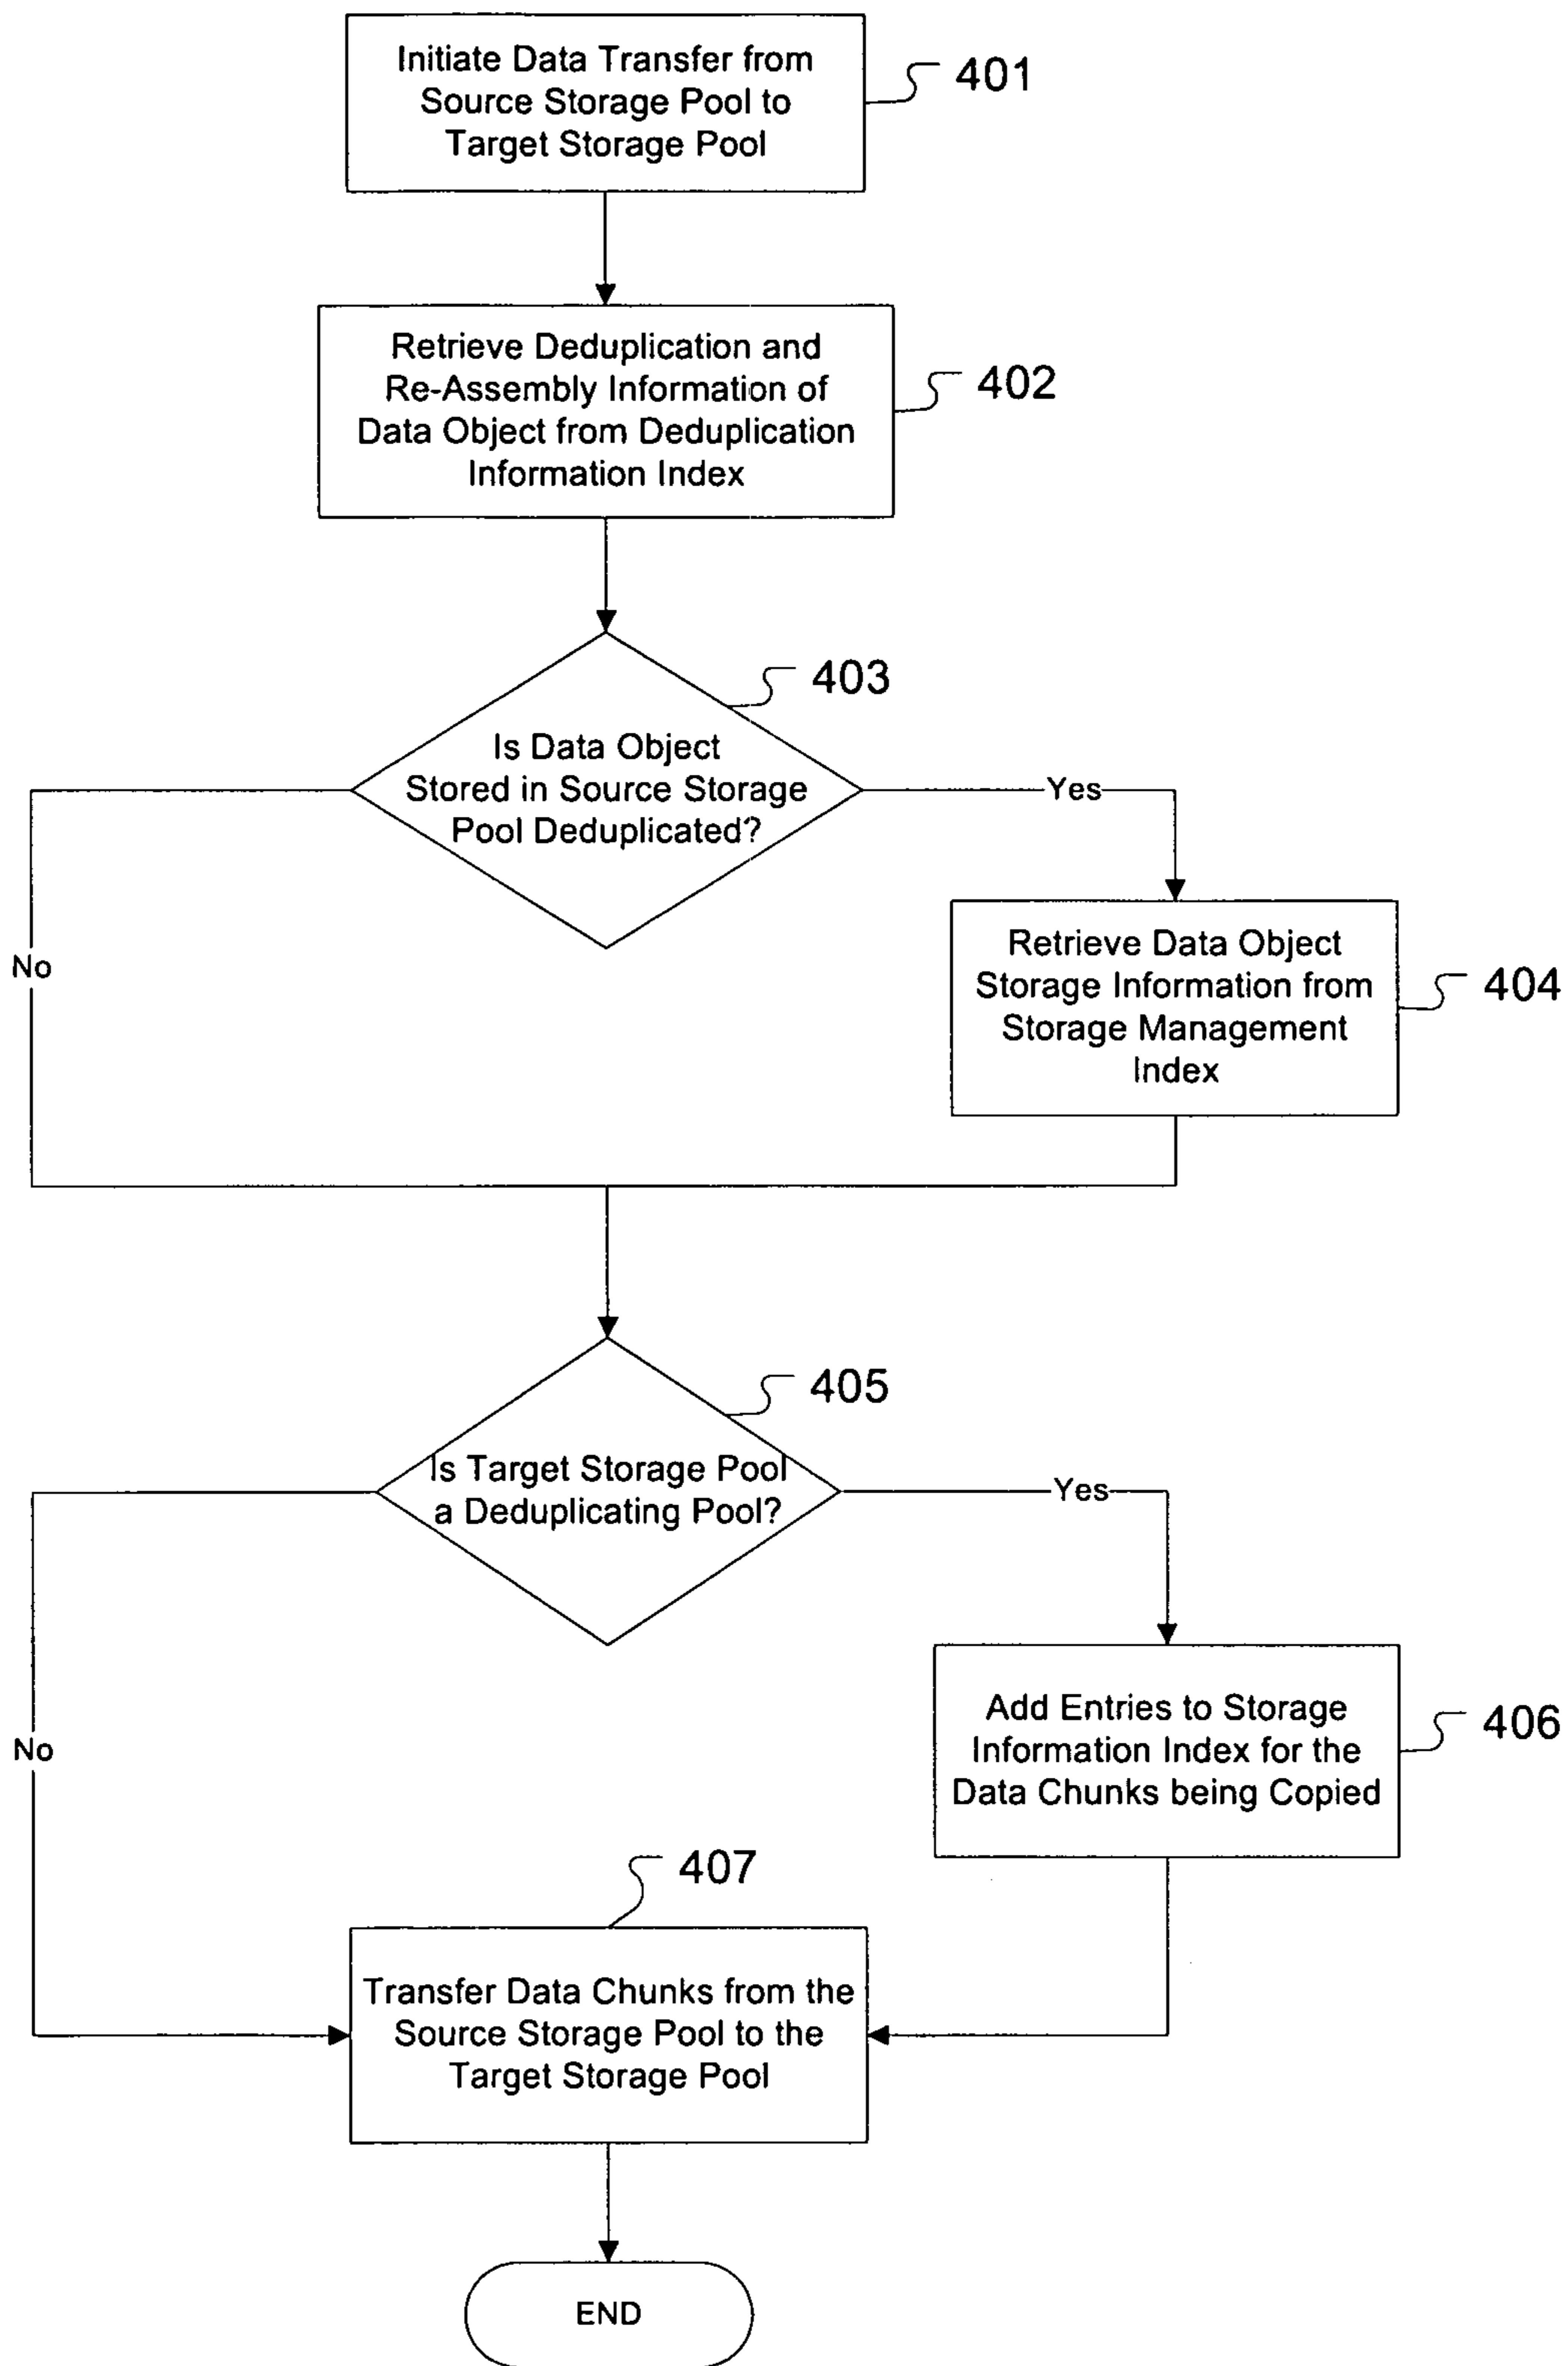 Initiate Data Transfer from
Source Storage Pool to
Target Storage Pool
401
Retrieve Deduplication and
Re-Assembly Information of
Data Object from Deduplication
Information Index
402
403
Is Data Object
Stored in Source Storage
Pool Deduplicated?
Yes
No
Retrieve Data Object
Storage Information from
Storage Management
Index
404
405
Is Target Storage Pool
a Deduplicating Pool?
Yes
No
Add Entries to Storage
Information Index for the
Data Chunks being Copied
406
407
Transfer Data Chunks from the
Source Storage Pool to the
Target Storage Pool
END